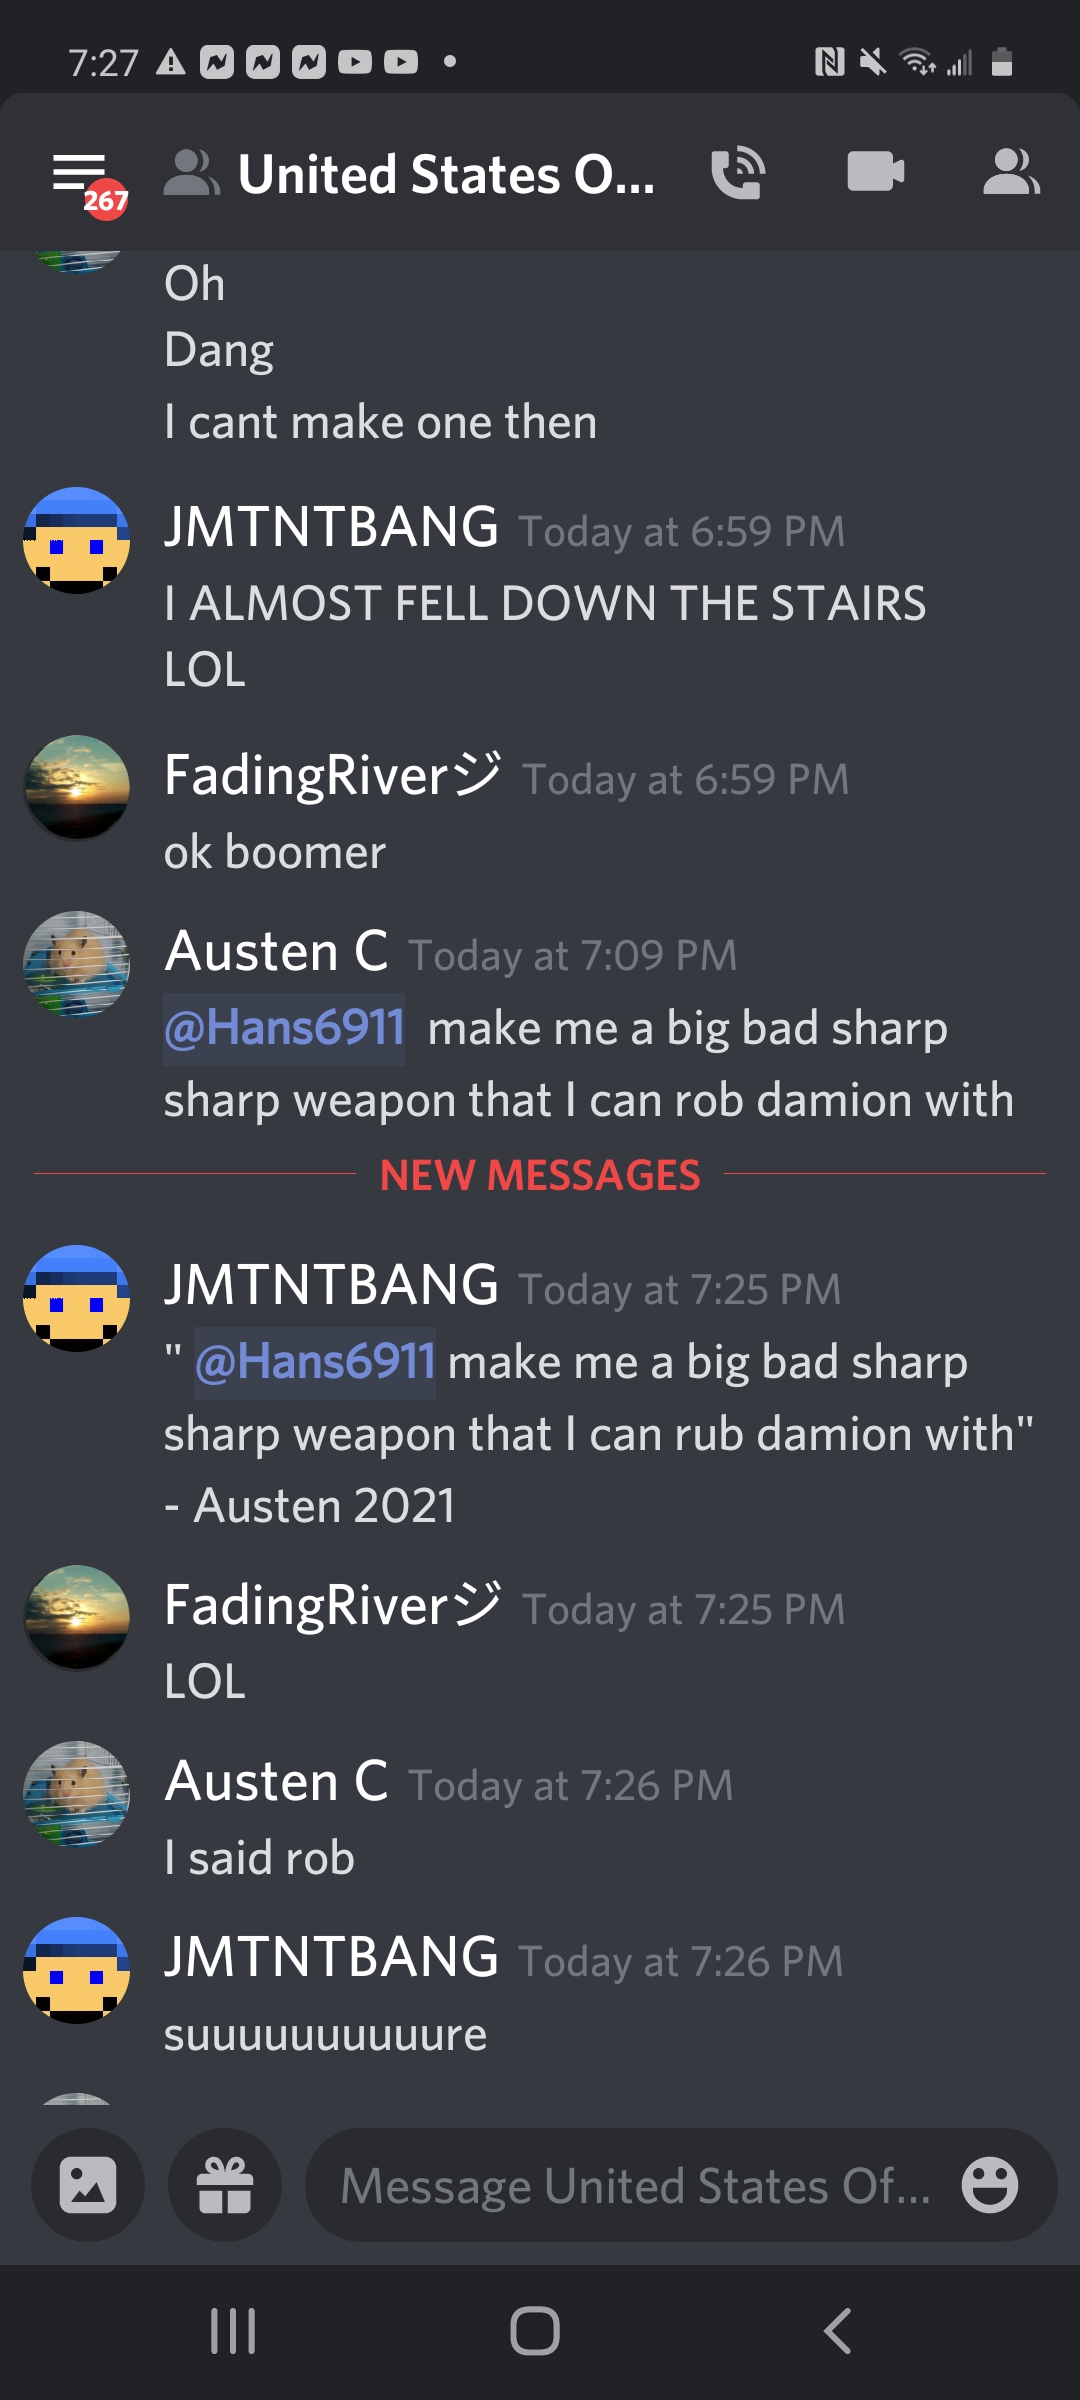 7:27
267
United States O...
Oh
Dang
I cant make one then
JMTNTBANG Today at 6:59 PM
I ALMOST FELL DOWN THE STAIRS
LOL
FadingRiverジ Today at 6:59 PM
ok boomer
Austen C Today at 7:09 PM
@Hans6911 make me a big bad sharp
sharp weapon that I can rob damion with
NEW MESSAGES
JMTNTBANG Today at 7:25 PM
" @Hans6911 make me a big bad sharp
sharp weapon that I can rub damion with"
- Austen 2021
FadingRiverジ Today at 7:25 PM
LOL
Austen C Today at 7:26 PM
I said rob
JMTNTBANG Today at 7:26 PM
suuuuuuuuuure
Message United States Of...